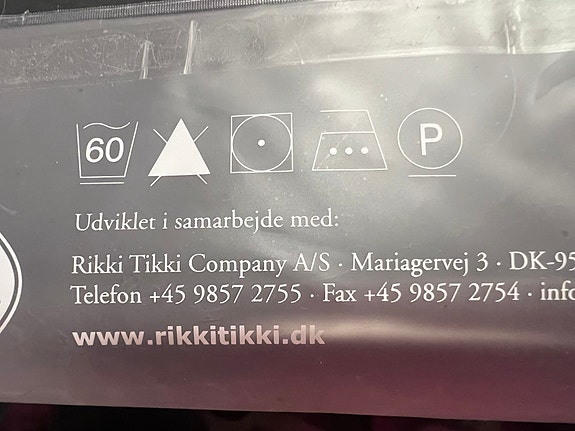 60 P
Udviklet i samarbejde med:
Rikki Tikki Company A/S · Mariagervej 3 · DK-95
Telefon +45 9857 2755 · Fax +45 9857 2754 · info
www.rikkitikki.dk